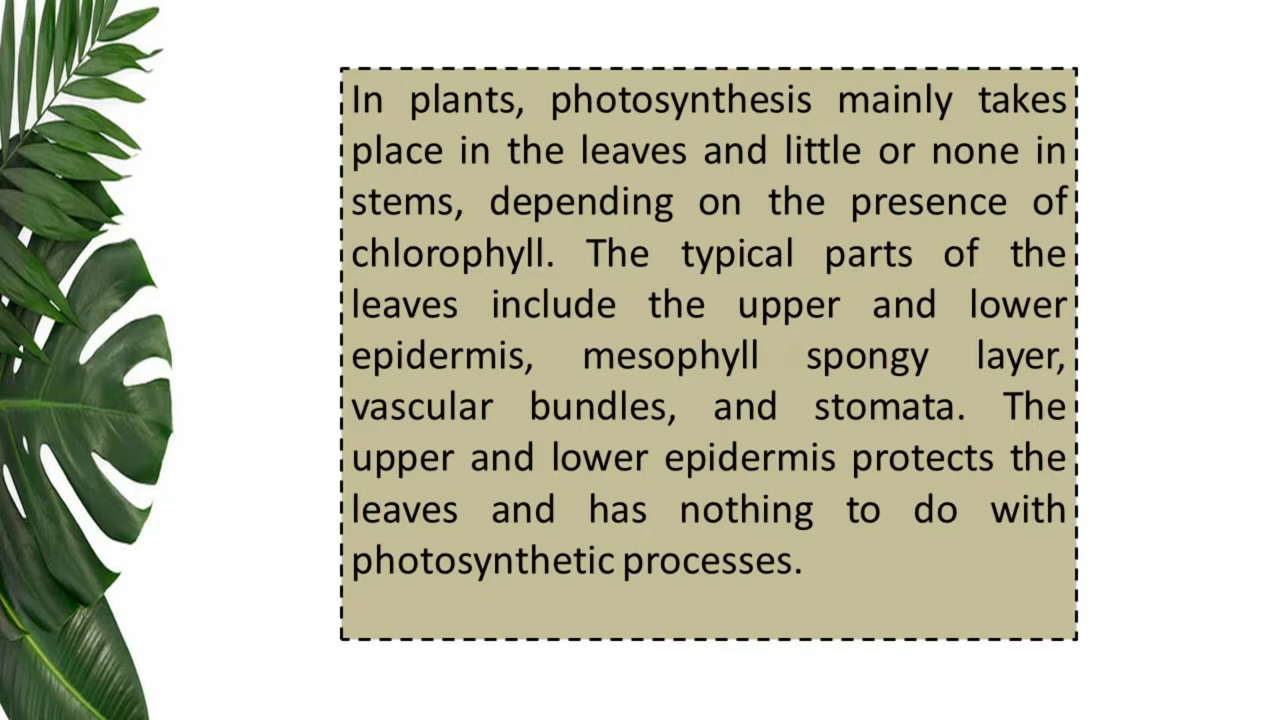 In plants, photosynthesis mainly takes
place in the leaves and little or none in
stems, depending on the presence of
chlorophyll. The typical parts of the
leaves include the upper and lower
epidermis, mesophyll spongy layer,
vascular bundles, and stomata. The
upper and lower epidermis protects the
leaves and has nothing to do with
photosynthetic processes.